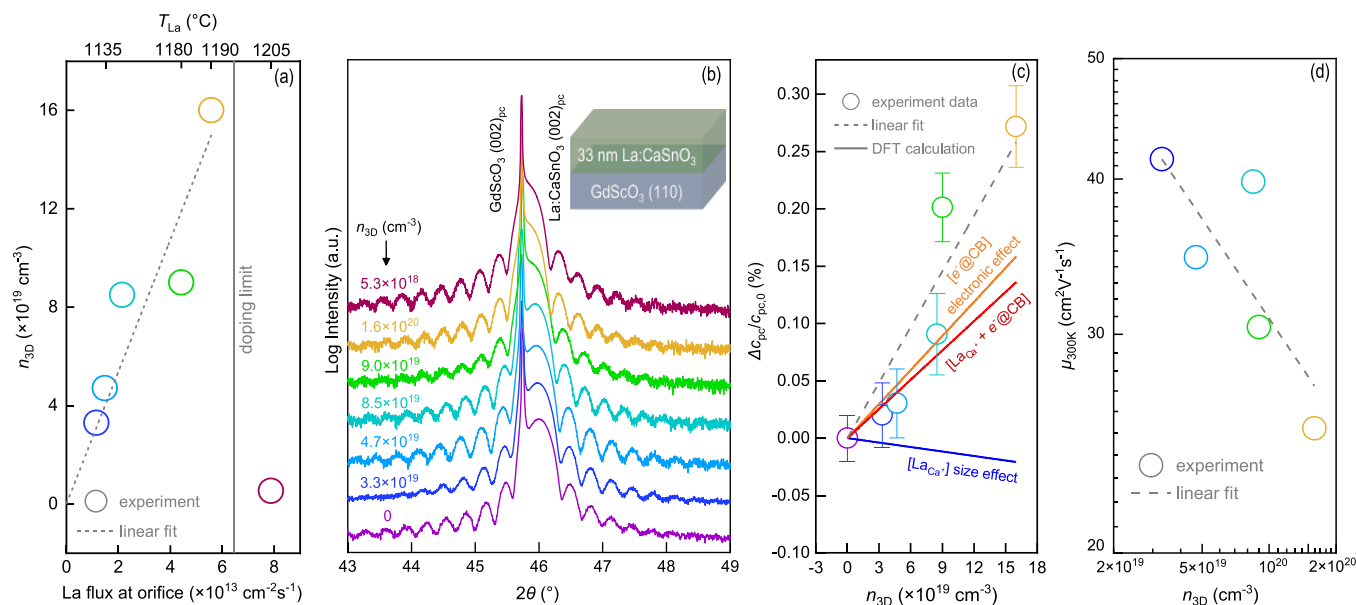 T_La (°C)
1135 1180 1190 1205
(a)
16
12
8
4
0
n_3D (×10^19 cm^-3)
doping limit
experiment
linear fit
0 2 4 6 8
La flux at orifice (×10^13 cm^-2s^-1)
(b)
Log Intensity (a.u.)
GdScO_3 (002)_pc
La:CaSnO_3 (002)_pc
33 nm La:CaSnO_3
GdScO_3 (110)
n_3D (cm^-3)
5.3×10^18
1.6×10^20
9.0×10^19
8.5×10^19
4.7×10^19
3.3×10^19
0
43 44 45 46 47 48 49
2θ (°)
(c)
experiment data
linear fit
DFT calculation
0.30
0.25
0.20
0.15
0.10
0.05
0.00
-0.05
-0.10
Δc_pc/c_pc,0 (%)
[e^-@CB]
electronic effect
[La_Ca^+ + e^-@CB]
[La_Ca^+] size effect
-3 0 3 6 9 12 15 18
n_3D (×10^19 cm^-3)
(d)
50
40
30
20
μ_300K (cm^2V^-1s^-1)
experiment
linear fit
2×10^19 5×10^19 10^20 2×10^20
n_3D (cm^-3)